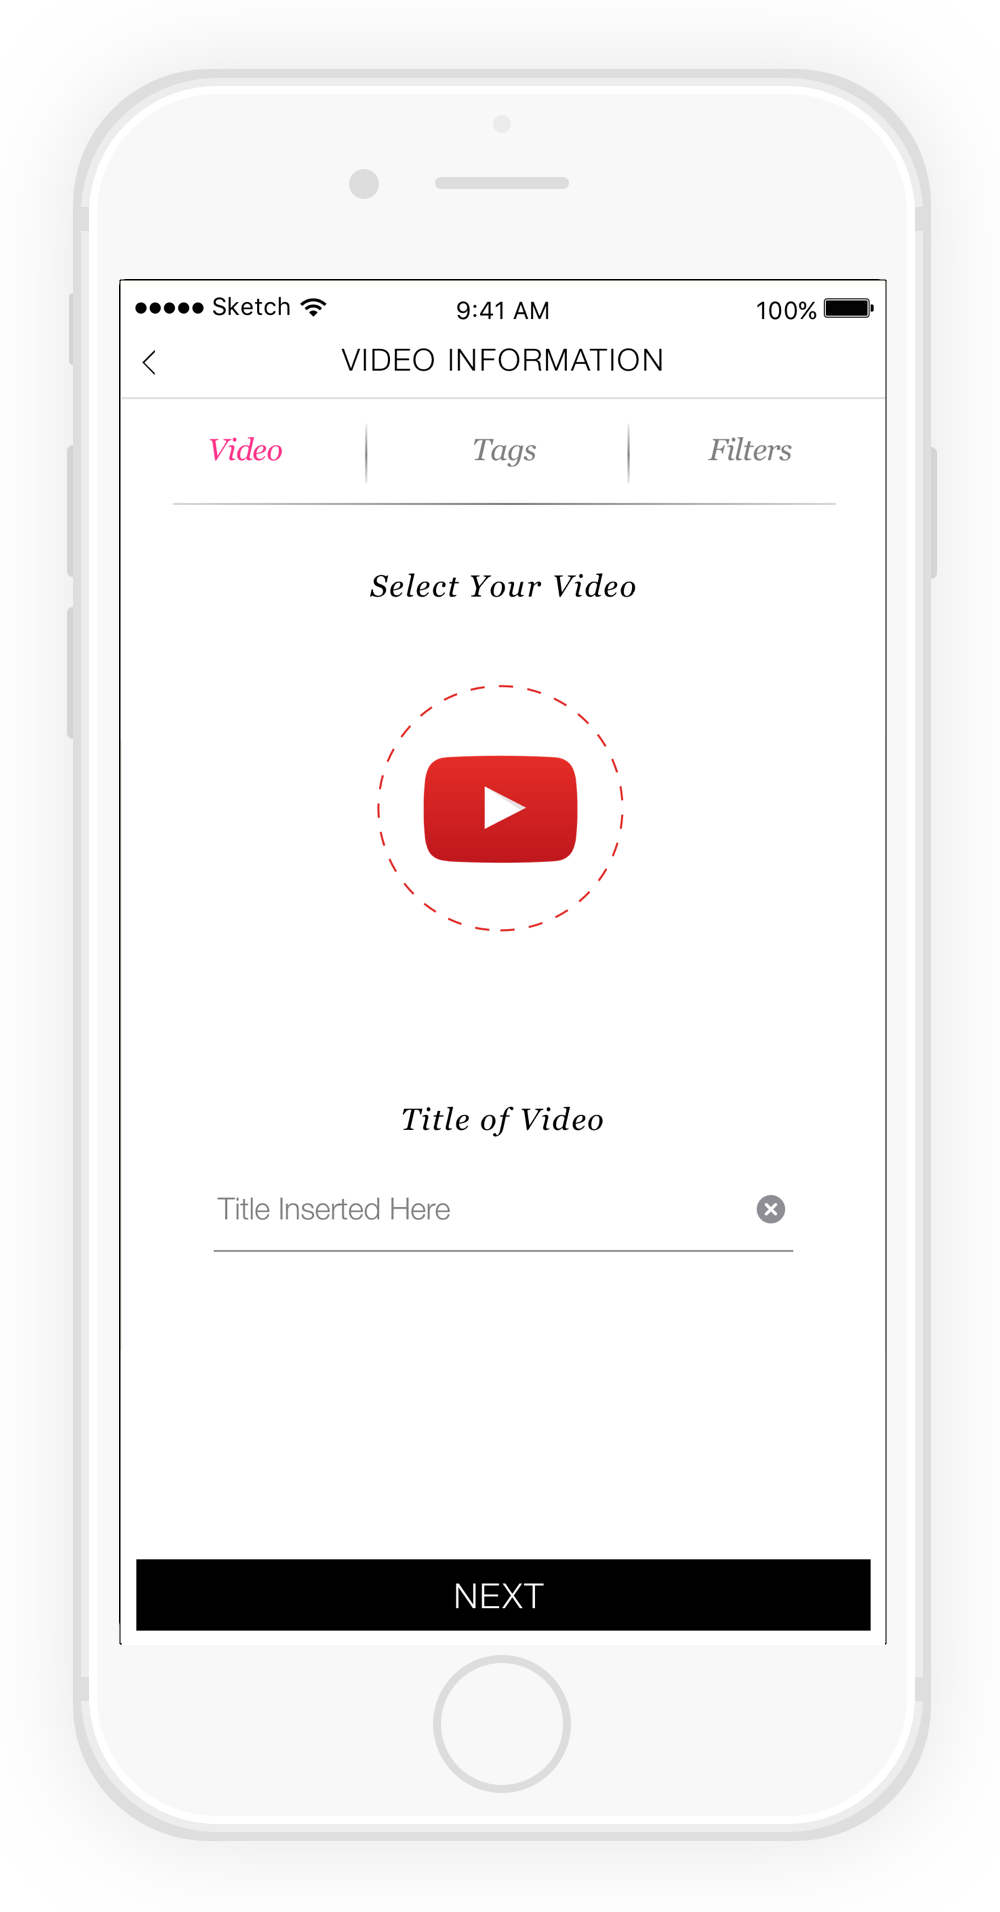 Sketch 9:41 AM 100%
VIDEO INFORMATION
Video Tags Filters
Select Your Video
Title of Video
Title Inserted Here
NEXT